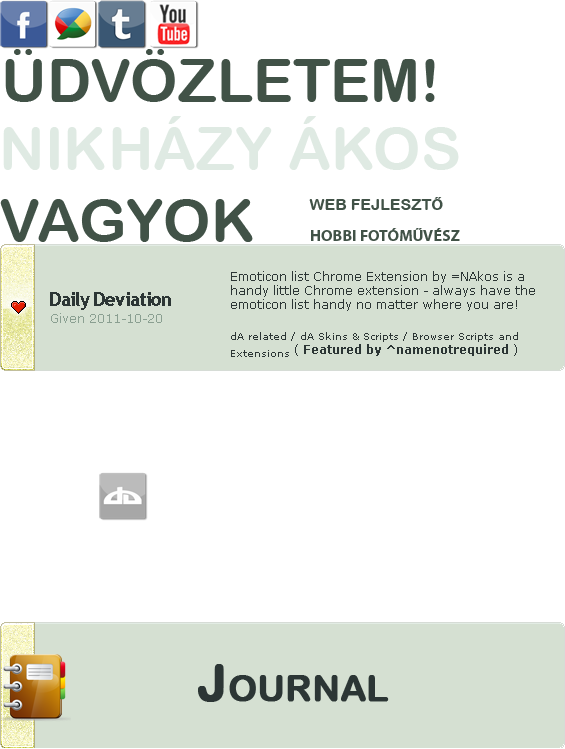 f t You Tube
ÜDVÖZLETEM!
NIKHÁZY ÁKOS
VAGYOK
WEB FEJLESZTŐ
HOBBI FOTÓMŰVÉSZ
Daily Deviation
Given 2011-10-20
Emoticon list Chrome Extension by =NAkos is a
handy little Chrome extension - always have the
emoticon list handy no matter where you are!
dA related / dA Skins & Scripts / Browser Scripts and
Extensions ( Featured by ^namenotrequired )
dA
JOURNAL